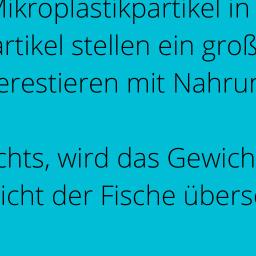 Mikroplastikpartikel in
artikel stellen ein groß
erestieren mit Nahrun
chts, wird das Gewich
icht der Fische überse